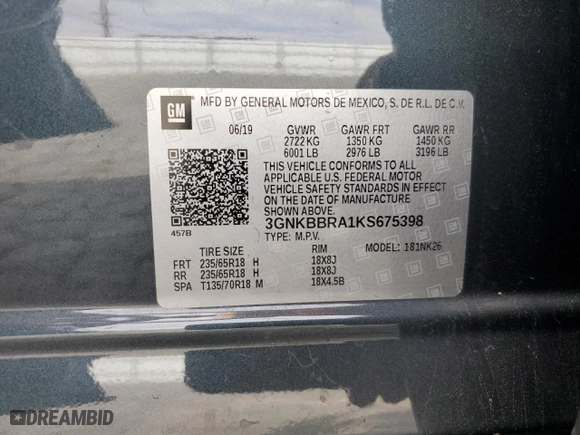 GM MFD BY GENERAL MOTORS DE MEXICO, S. DE R.L. DE C.V.
06/19 GVWR GAWR FRT GAWR RR
2722 KG 1350 KG 1450 KG
6001 LB 2976 LB 3196 LB
THIS VEHICLE CONFORMS TO ALL
APPLICABLE U.S. FEDERAL MOTOR
VEHICLE SAFETY STANDARDS IN EFFECT
ON THE DATE OF MANUFACTURE
SHOWN ABOVE.
3GNKBBRA1KS675398
457B
TYPE: M.P.V. MODEL: 181NK26
TIRE SIZE RIM
FRT 235/65R18 H 18X8J
RR 235/65R18 H 18X8J
SPA T135/70R18 M 18X4.5B
DREAMBID